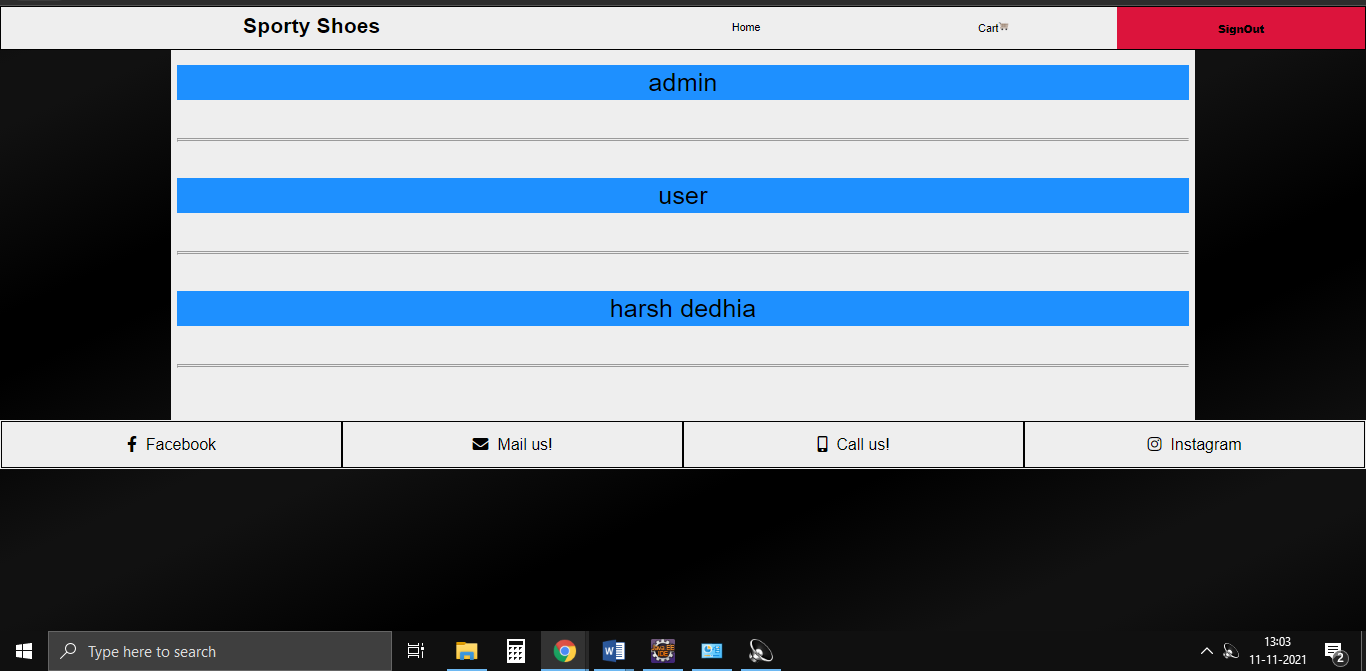 Sporty Shoes
Home
Cart
SignOut
admin
user
harsh dedhia
Facebook
Mail us!
Call us!
Instagram
Type here to search
13:03
11-11-2021
2